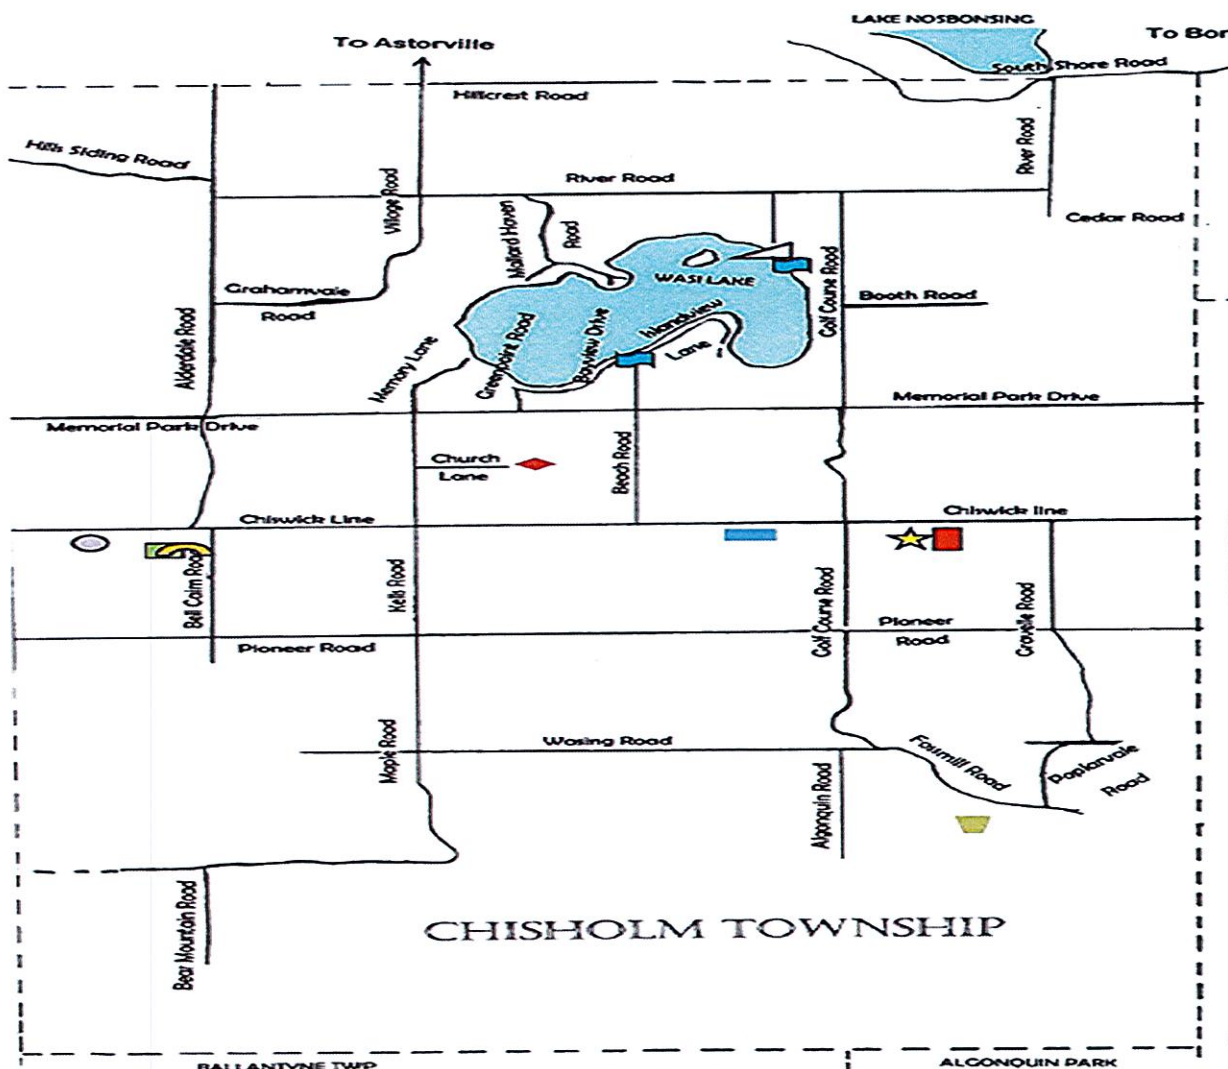 LAKE NOSBONSING
To Bor
To Astorville
South Shore Road
Hillcrest Road
Hills Siding Road
River Road
River Road
Village Road
Cedar Road
Mallard Haven
Road
WASI LAKE
Grahamvale
Road
Golf Course Road
Booth Road
Alderdale Road
Memory Lane
Greenpoint Road
Bayview Drive
Islandview
Lane
Memorial Park Drive
Memorial Park Drive
Church
Lane
Beach Road
Chiswick Line
Chiswick line
Bell Cairn Road
Kells Road
Golf Course Road
Pioneer
Road
Gravelle Road
Pioneer Road
Maple Road
Wasing Road
Fossmill Road
Poplarvale
Road
Algonquin Road
Bear Mountain Road
CHISHOLM TOWNSHIP
BALLANTYNE TWP
ALGONQUIN PARK